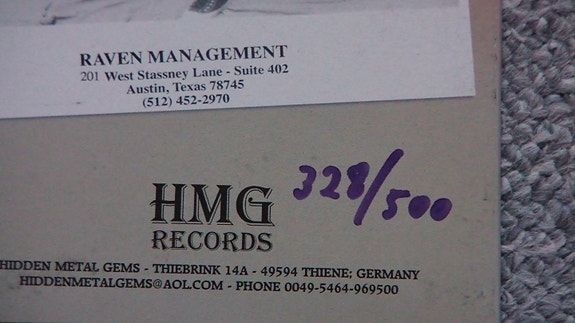 RAVEN MANAGEMENT
201 West Stassney Lane - Suite 402
Austin, Texas 78745
(512) 452-2970
328/500
HMG
RECORDS
HIDDEN METAL GEMS - THIEBRINK 14A - 49594 THIENE; GERMANY
HIDDENMETALGEMS@AOL.COM - PHONE 0049-5464-969500